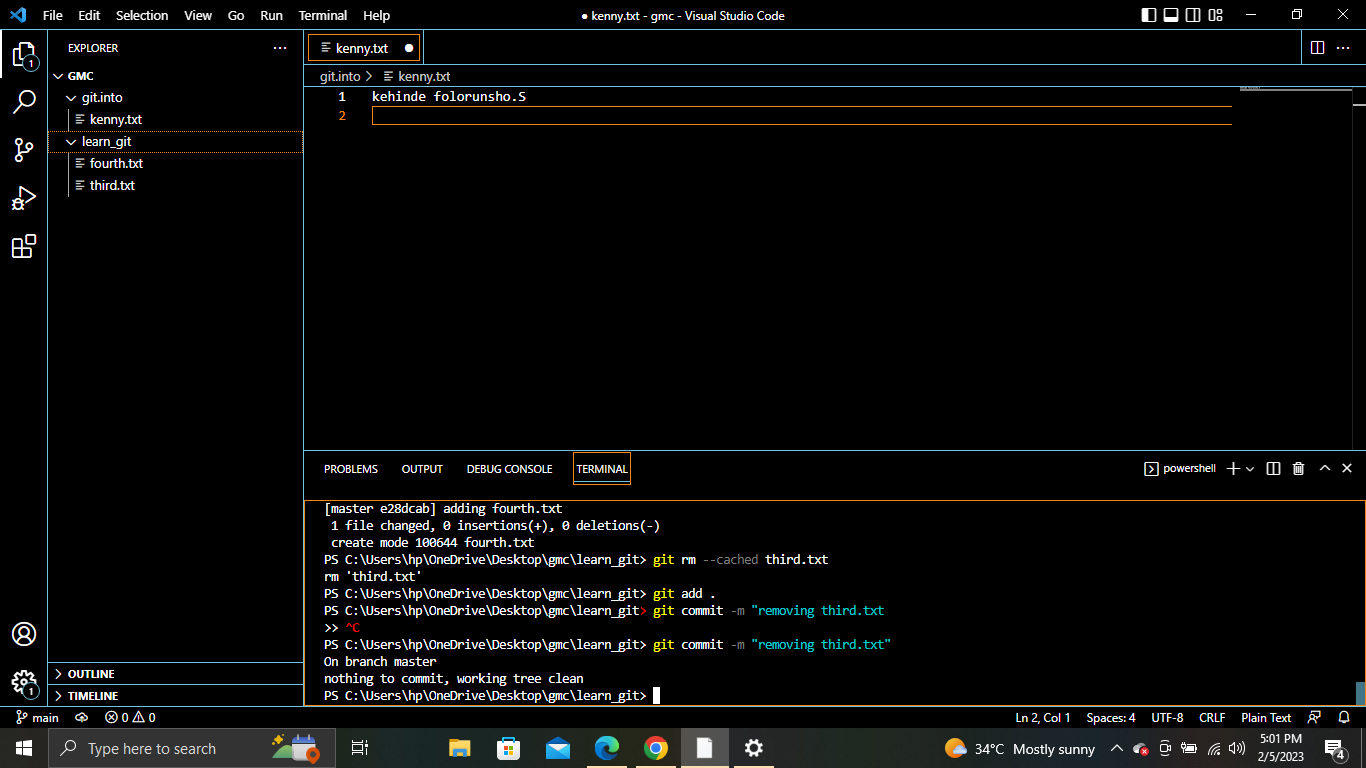 File Edit Selection View Go Run Terminal Help
● kenny.txt - gmc - Visual Studio Code
EXPLORER
GMC
git.into
kenny.txt
learn_git
fourth.txt
third.txt
OUTLINE
TIMELINE
1
1
kenny.txt
git.into > kenny.txt
1 kehinde folorunsho.S
2
PROBLEMS OUTPUT DEBUG CONSOLE TERMINAL
powershell
[master e28dcab] adding fourth.txt
1 file changed, 0 insertions(+), 0 deletions(-)
create mode 100644 fourth.txt
PS C:\Users\hp\OneDrive\Desktop\gmc\learn_git> git rm --cached third.txt
rm 'third.txt'
PS C:\Users\hp\OneDrive\Desktop\gmc\learn_git> git add .
PS C:\Users\hp\OneDrive\Desktop\gmc\learn_git> git commit -m "removing third.txt
>> ^C
PS C:\Users\hp\OneDrive\Desktop\gmc\learn_git> git commit -m "removing third.txt"
On branch master
nothing to commit, working tree clean
PS C:\Users\hp\OneDrive\Desktop\gmc\learn_git>
main 0 0
Ln 2, Col 1 Spaces: 4 UTF-8 CRLF Plain Text
Type here to search
34°C Mostly sunny
5:01 PM
2/5/2023
4